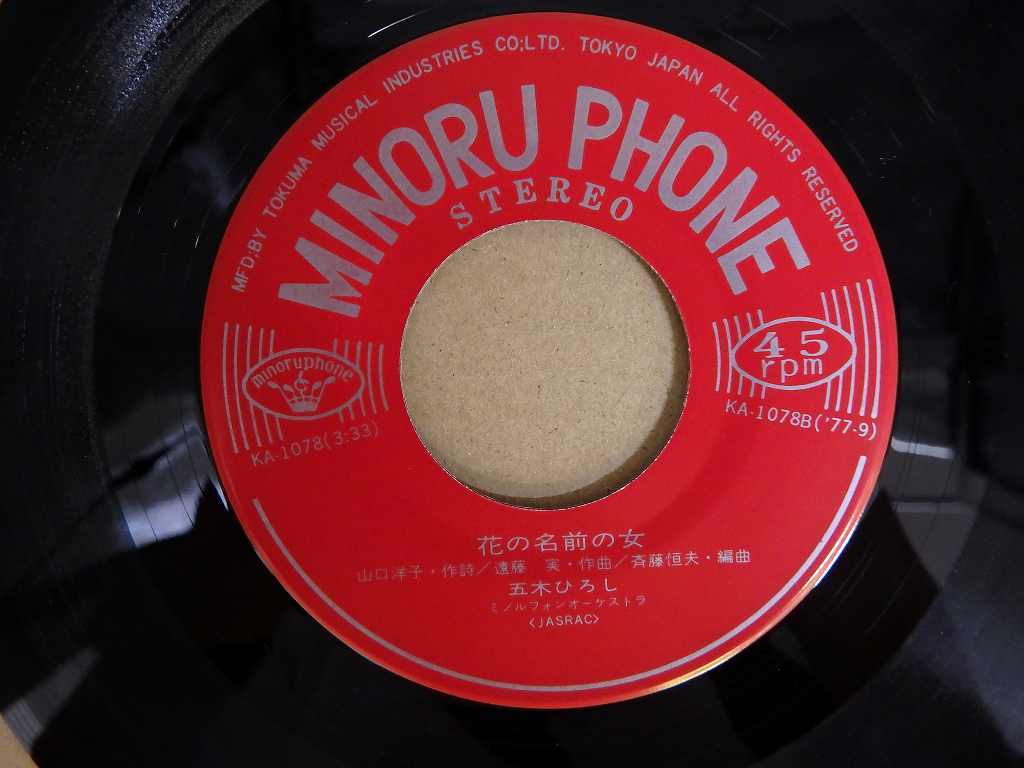 MFD;BY TOKUMA MUSICAL INDUSTRIES CO;LTD. TOKYO JAPAN ALL RIGHTS RESERVED
MINORU PHONE
STEREO
minoruphone
KA-1078(3:33)
45
rpm
KA-1078B('77-9)
花の名前の女
山口洋子・作詩／遠藤 実・作曲／斉藤恒夫・編曲
五木ひろし
ミノルフォンオーケストラ
〈JASRAC〉